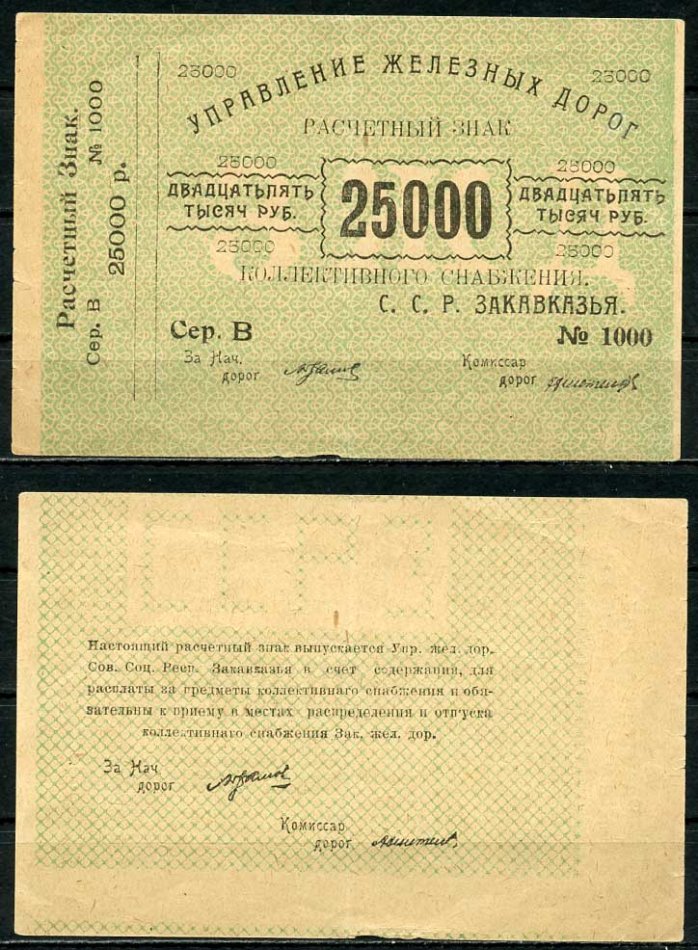 Расчетный Знак.
Сер. В № 1000
25000 р.
25000 25000
УПРАВЛЕНИЕ ЖЕЛЕЗНЫХ ДОРОГ
РАСЧЕТНЫЙ ЗНАК
25000 25000
ДВАДЦАТЬПЯТЬ 25000 ДВАДЦАТЬПЯТЬ
ТЫСЯЧ РУБ. ТЫСЯЧ РУБ.
25000 25000
КОЛЛЕКТИВНОГО СНАБЖЕНИЯ.
С. С. Р. ЗАКАВКАЗЬЯ.
Сер. В № 1000
За Нач. Комиссар
дорог дорог
Настоящий расчетный знак выпускается Упр. жел. дор.
Сов. Соц. Респ. Закавказья в счет содержания, для
расплаты за предметы коллективнаго снабжения и обя-
зательны к приему в местах распределения и отпуска
коллективнаго снабжения Зак. жел. дор.
За Нач
дорог
Комиссар
дорог